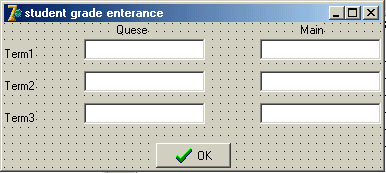 student grade enterance
Quese Main
Term1
Term2
Term3
OK